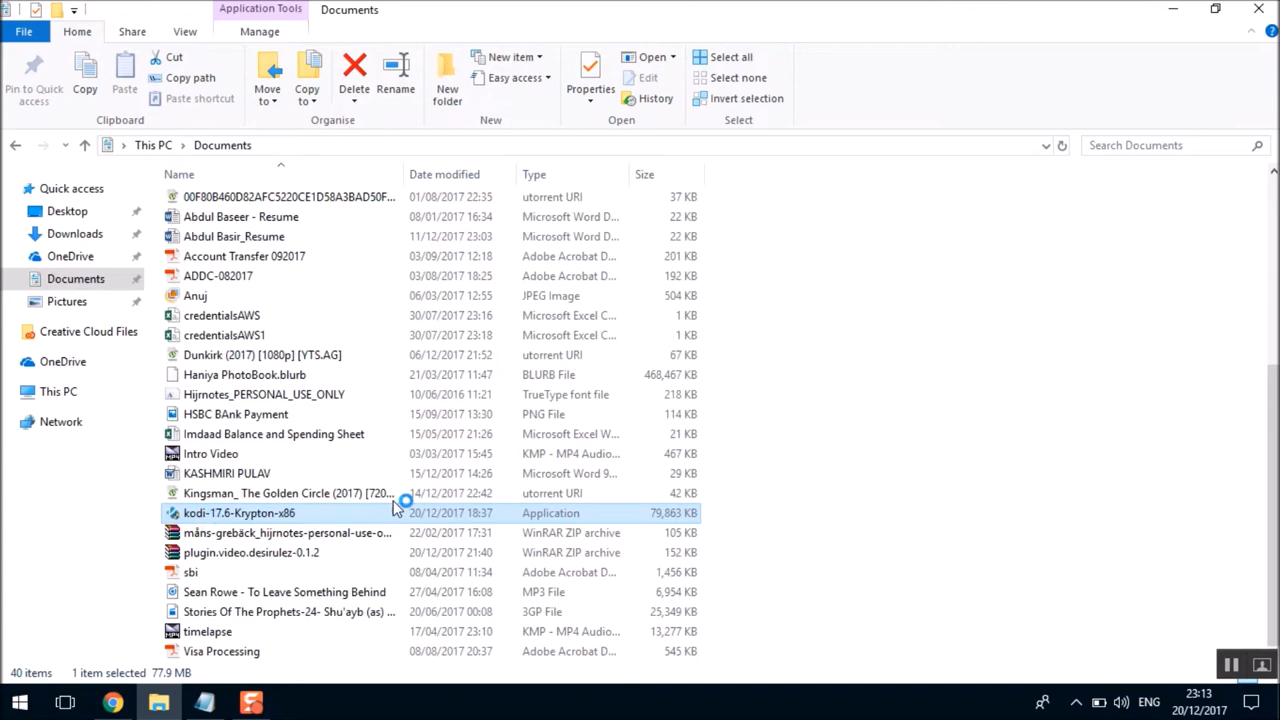 Application Tools
Documents
File
Home
Share
View
Manage
Pin to Quick access
Copy
Paste
Cut
Copy path
Paste shortcut
Clipboard
Move to
Copy to
Delete
Rename
Organise
New folder
New item
Easy access
New
Properties
Open
Edit
History
Open
Select all
Select none
Invert selection
Select
This PC
Documents
Search Documents
Quick access
Desktop
Downloads
OneDrive
Documents
Pictures
Creative Cloud Files
OneDrive
This PC
Network
Name Date modified Type Size
00F80B460D82AFC5220CE1D58A3BAD50F... 01/08/2017 22:35 utorrent URI 37 KB
Abdul Baseer - Resume 08/01/2017 16:34 Microsoft Word D... 22 KB
Abdul Basir_Resume 11/12/2017 23:03 Microsoft Word D... 22 KB
Account Transfer 092017 03/09/2017 12:18 Adobe Acrobat D... 201 KB
ADDC-082017 03/08/2017 18:25 Adobe Acrobat D... 192 KB
Anuj 06/03/2017 12:55 JPEG Image 504 KB
credentialsAWS 30/07/2017 23:16 Microsoft Excel C... 1 KB
credentialsAWS1 30/07/2017 23:18 Microsoft Excel C... 1 KB
Dunkirk (2017) [1080p] [YTS.AG] 06/12/2017 21:52 utorrent URI 67 KB
Haniya PhotoBook.blurb 21/03/2017 11:47 BLURB File 468,467 KB
Hijrnotes_PERSONAL_USE_ONLY 10/06/2016 11:21 TrueType font file 218 KB
HSBC BAnk Payment 15/09/2017 13:30 PNG File 114 KB
Imdaad Balance and Spending Sheet 15/05/2017 21:26 Microsoft Excel W... 21 KB
Intro Video 03/03/2017 15:45 KMP - MP4 Audio... 467 KB
KASHMIRI PULAV 15/12/2017 14:26 Microsoft Word 9... 29 KB
Kingsman_ The Golden Circle (2017) [720... 14/12/2017 22:42 utorrent URI 42 KB
kodi-17.6-Krypton-x86 20/12/2017 18:37 Application 79,863 KB
måns-grebäck_hijrnotes-personal-use-o... 22/02/2017 17:31 WinRAR ZIP archive 105 KB
plugin.video.desirulez-0.1.2 20/12/2017 21:40 WinRAR ZIP archive 152 KB
sbi 08/04/2017 11:34 Adobe Acrobat D... 1,456 KB
Sean Rowe - To Leave Something Behind 27/04/2017 16:08 MP3 File 6,954 KB
Stories Of The Prophets-24- Shu'ayb (as) ... 20/06/2017 00:08 3GP File 25,349 KB
timelapse 17/04/2017 23:10 KMP - MP4 Audio... 13,277 KB
Visa Processing 08/08/2017 20:37 Adobe Acrobat D... 545 KB
40 items 1 item selected 77.9 MB
ENG
23:13
20/12/2017